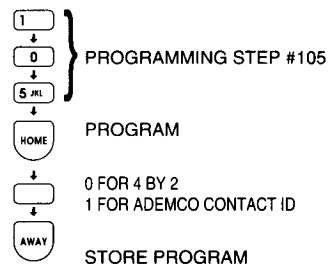 1
0
5 JKL
PROGRAMMING STEP #105
HOME
PROGRAM
0 FOR 4 BY 2
1 FOR ADEMCO CONTACT ID
AWAY
STORE PROGRAM